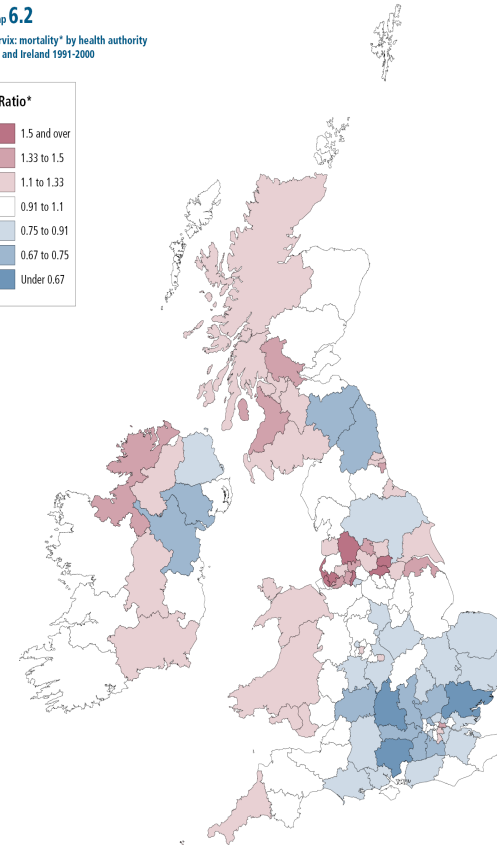 6.2
mortality* by health authority
and Ireland 1991-2000
Ratio*
1.5 and over
1.33 to 1.5
1.1 to 1.33
0.91 to 1.1
0.75 to 0.91
0.67 to 0.75
Under 0.67